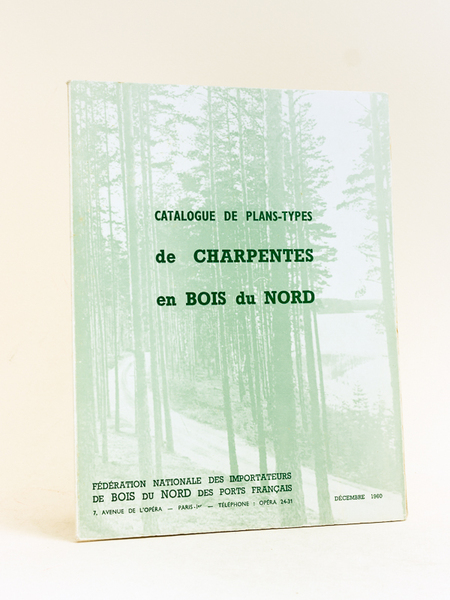 CATALOGUE DE PLANS-TYPES
de CHARPENTES
en BOIS du NORD
FÉDÉRATION NATIONALE DES IMPORTATEURS
DE BOIS DU NORD DES PORTS FRANÇAIS
7, AVENUE DE L'OPÉRA — PARIS-Iᵉʳ — TÉLÉPHONE : OPÉRA 24-31
DÉCEMBRE 1960